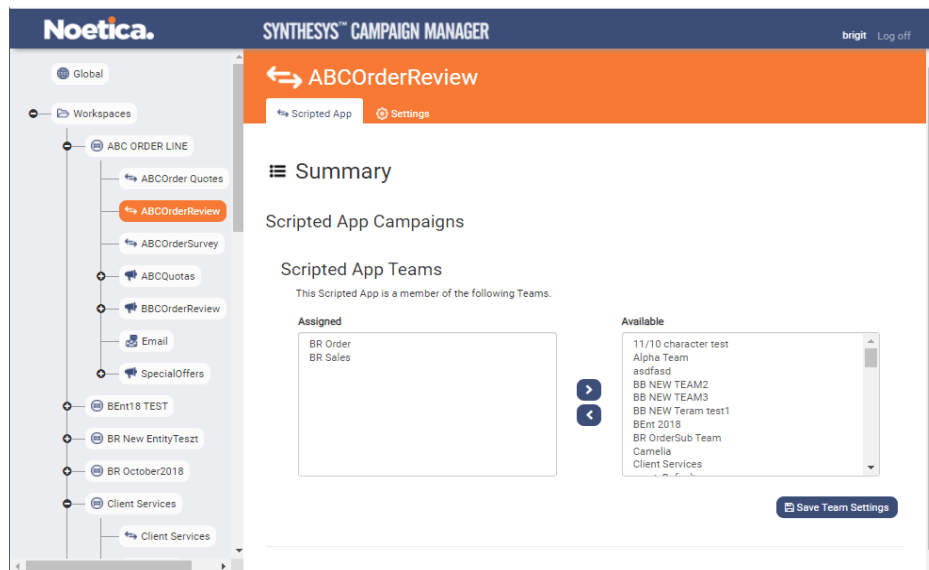 Noetica.
SYNTHESYS™ CAMPAIGN MANAGER
brigit Log off
Global
Workspaces
ABC ORDER LINE
ABCOrder Quotes
ABCOrderReview
ABCOrderSurvey
ABCQuotas
BBCOrderReview
Email
SpecialOffers
BEnt18 TEST
BR New EntityTeszt
BR October2018
Client Services
Client Services
ABCOrderReview
Scripted App
Settings
Summary
Scripted App Campaigns
Scripted App Teams
This Scripted App is a member of the following Teams.
Assigned
BR Order
BR Sales
Available
11/10 character test
Alpha Team
asdfasd
BB NEW TEAM2
BB NEW TEAM3
BB NEW Teram test1
BEnt 2018
BR OrderSub Team
Camelia
Client Services
Save Team Settings